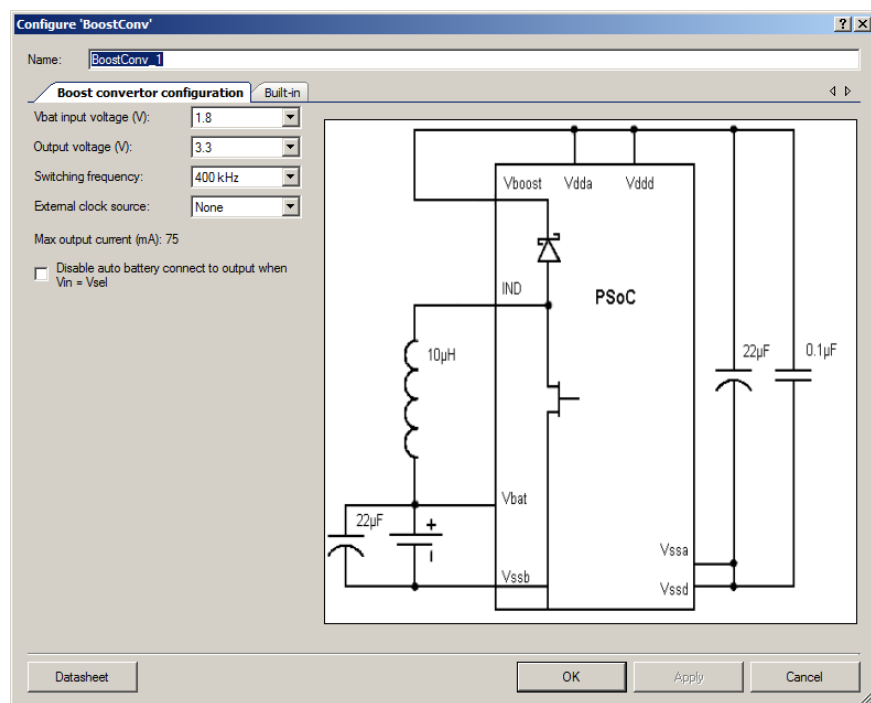 Configure 'BoostConv'
Name: BoostConv_1
Boost convertor configuration Built-in
Vbat input voltage (V): 1.8
Output voltage (V): 3.3
Switching frequency: 400 kHz
External clock source: None
Max output current (mA): 75
Disable auto battery connect to output when
Vin = Vsel
Vboost Vdda Vddd
IND
PSoC
10µH
22µF 0.1µF
Vbat
22µF
+
Vssa
Vssb
Vssd
Datasheet OK Apply Cancel